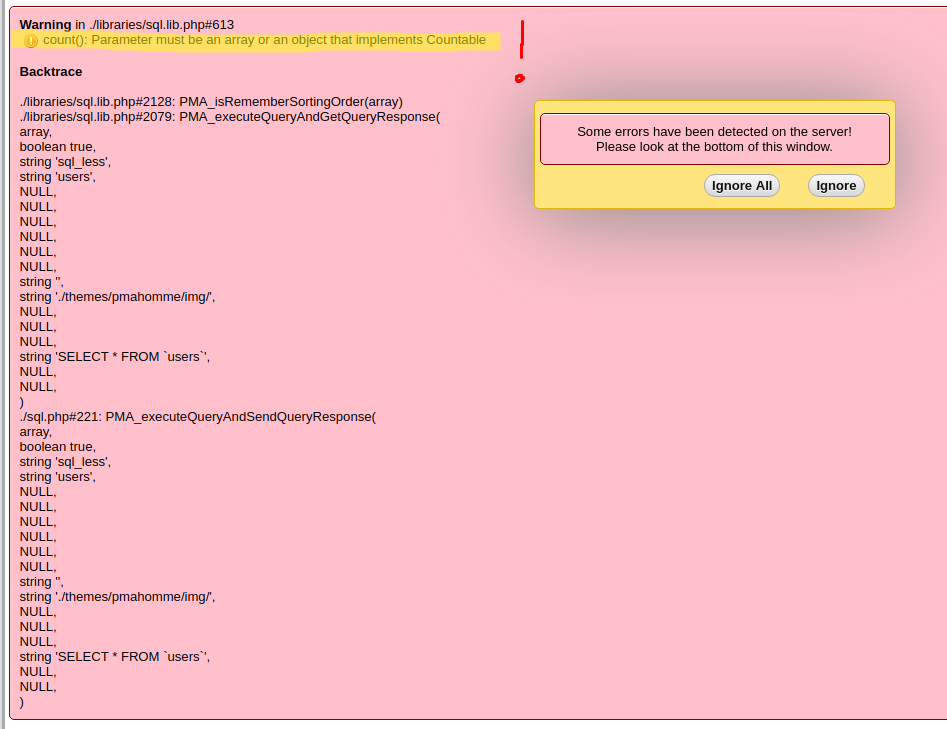 Warning in ./libraries/sql.lib.php#613
count(): Parameter must be an array or an object that implements Countable
Backtrace
./libraries/sql.lib.php#2128: PMA_isRememberSortingOrder(array)
./libraries/sql.lib.php#2079: PMA_executeQueryAndGetQueryResponse(
array,
boolean true,
string 'sql_less',
string 'users',
NULL,
NULL,
NULL,
NULL,
NULL,
NULL,
string '',
string './themes/pmahomme/img/',
NULL,
NULL,
NULL,
string 'SELECT * FROM `users`',
NULL,
NULL,
)
./sql.php#221: PMA_executeQueryAndSendQueryResponse(
array,
boolean true,
string 'sql_less',
string 'users',
NULL,
NULL,
NULL,
NULL,
NULL,
NULL,
string '',
string './themes/pmahomme/img/',
NULL,
NULL,
NULL,
string 'SELECT * FROM `users`',
NULL,
NULL,
)
!
Some errors have been detected on the server!
Please look at the bottom of this window.
Ignore All Ignore